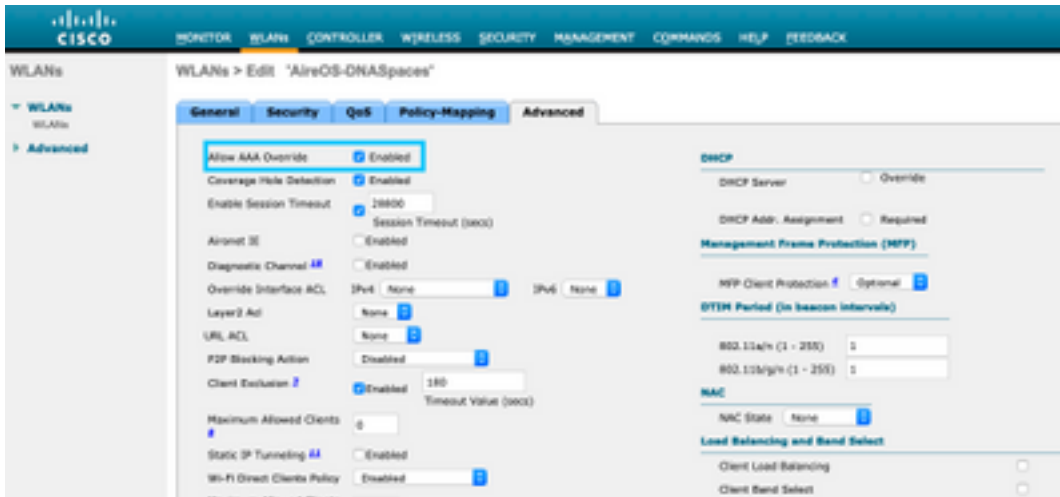 CISCO
MONITOR WLANs CONTROLLER WIRELESS SECURITY MANAGEMENT COMMANDS HELP FEEDBACK
WLANs
WLANs
WLANs
Advanced
WLANs > Edit "AireOS-DNASpaces"
General Security QoS Policy-Mapping Advanced
Allow AAA Override Enabled
Coverage Hole Detection Enabled
Enable Session Timeout 28800
Session Timeout (secs)
Aironet IE Enabled
Diagnostic Channel 18 Enabled
Override Interface ACL IPv4 None IPv6 None
Layer2 Acl None
URL ACL None
P2P Blocking Action Disabled
Client Exclusion 3 Enabled 180
Timeout Value (secs)
Maximum Allowed Clients
8
0
Static IP Tunneling 11 Enabled
Wi-Fi Direct Clients Policy Disabled
DHCP
DHCP Server Override
DHCP Addr. Assignment Required
Management Frame Protection (MFP)
MFP Client Protection 4 Optional
DTIM Period (in beacon intervals)
802.11a/n (1 - 255) 1
802.11b/g/n (1 - 255) 1
NAC
NAC State None
Load Balancing and Band Select
Client Load Balancing
Client Band Select